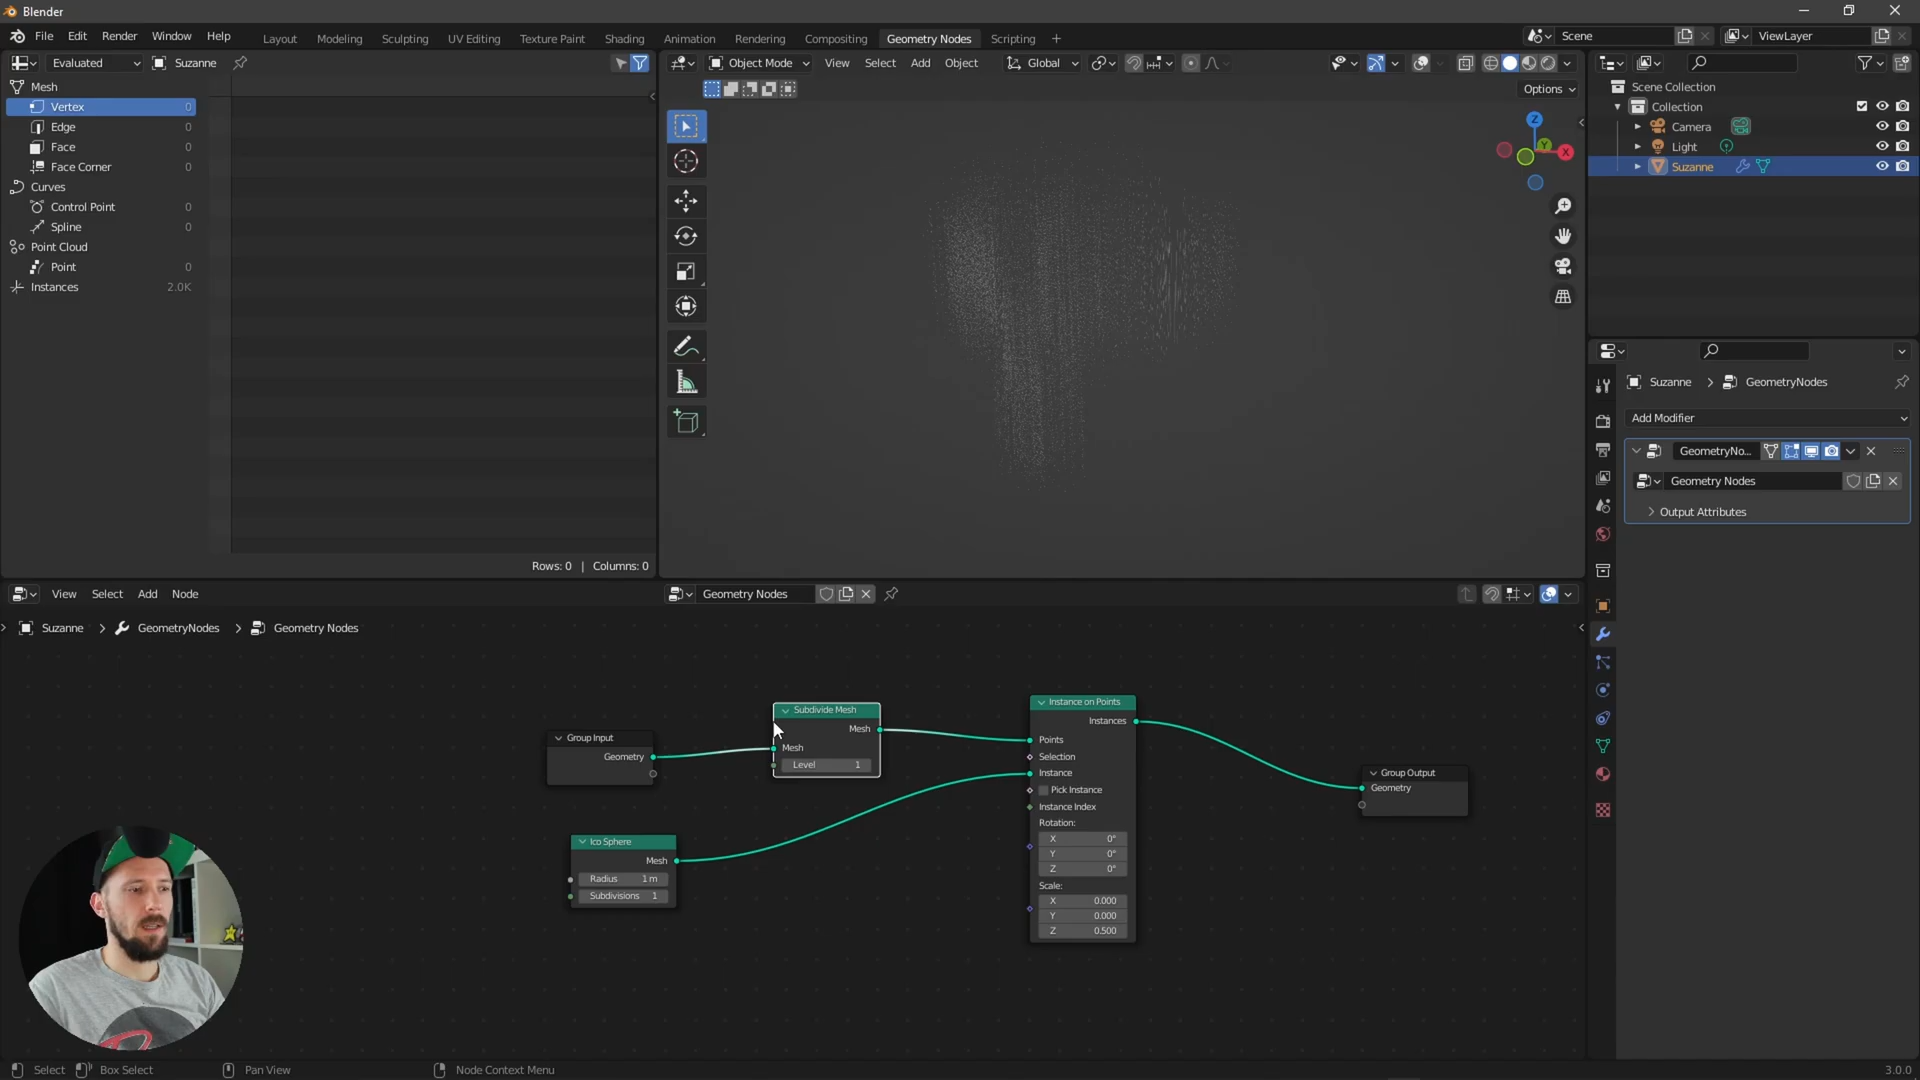 Blender
File Edit Render Window Help
Layout Modeling Sculpting UV Editing Texture Paint Shading Animation Rendering Compositing Geometry Nodes Scripting +
Scene
ViewLayer
Evaluated Suzanne
Mesh
Vertex 0
Edge 0
Face 0
Face Corner 0
Curves
Control Point 0
Spline 0
Point Cloud
Point 0
Instances 2.0K
Rows: 0 | Columns: 0
Object Mode View Select Add Object Global
Options
Z
Y
X
Scene Collection
Collection
Camera
Light
Suzanne
Suzanne > GeometryNodes
Add Modifier
GeometryNo...
Geometry Nodes
Output Attributes
View Select Add Node
Geometry Nodes
Suzanne > GeometryNodes > Geometry Nodes
Group Input
Geometry
Subdivide Mesh
Mesh
Mesh
Level 1
Ico Sphere
Mesh
Radius 1 m
Subdivisions 1
Instance on Points
Instances
Points
Selection
Instance
Pick Instance
Instance Index
Rotation:
X 0°
Y 0°
Z 0°
Scale:
X 0.000
Y 0.000
Z 0.500
Group Output
Geometry
Select Box Select Pan View Node Context Menu
3.0.0